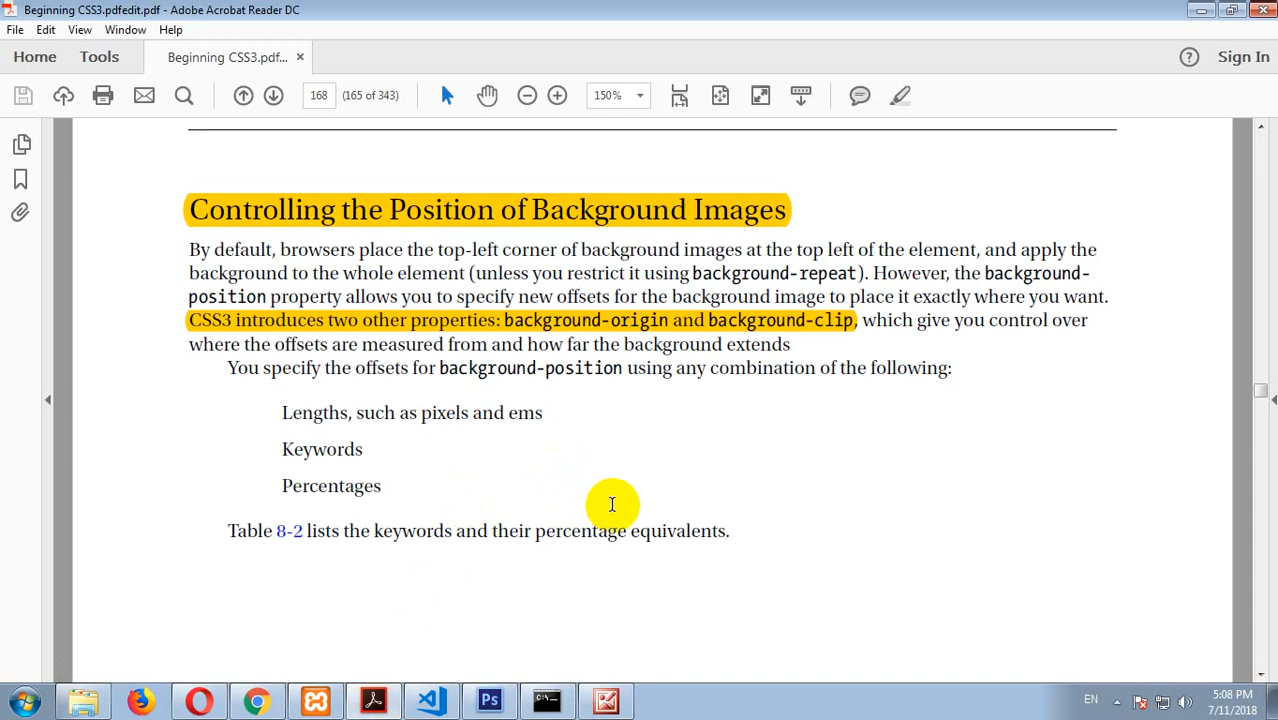 Beginning CSS3.pdfedit.pdf - Adobe Acrobat Reader DC
File Edit View Window Help
Home Tools Beginning CSS3.pdf... × Sign In
168 (165 of 343) 150%
Controlling the Position of Background Images
By default, browsers place the top-left corner of background images at the top left of the element, and apply the
background to the whole element (unless you restrict it using background-repeat). However, the background-
position property allows you to specify new offsets for the background image to place it exactly where you want.
CSS3 introduces two other properties: background-origin and background-clip, which give you control over
where the offsets are measured from and how far the background extends
You specify the offsets for background-position using any combination of the following:
Lengths, such as pixels and ems
Keywords
Percentages
Table 8-2 lists the keywords and their percentage equivalents.
Ps
EN
5:08 PM
7/11/2018